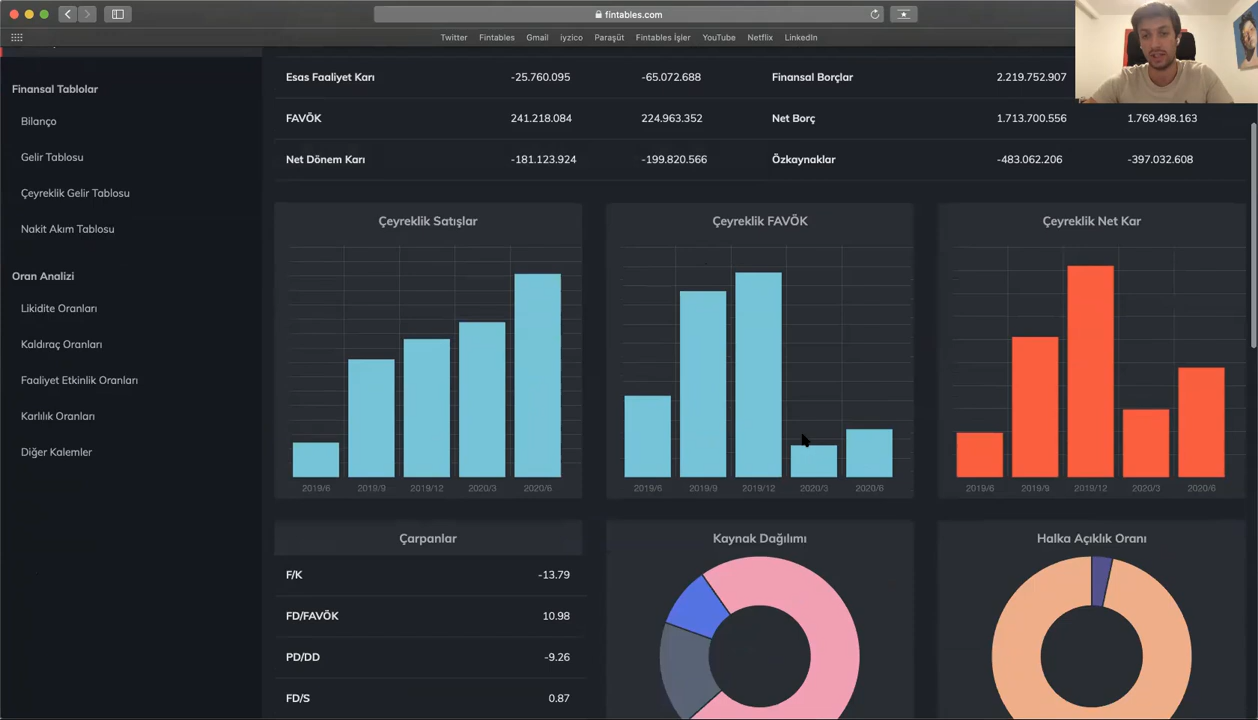 fintables.com
Twitter Fintables Gmail iyzico Paraşüt Fintables İşler YouTube Netflix LinkedIn
Finansal Tablolar
Bilanço
Gelir Tablosu
Çeyreklik Gelir Tablosu
Nakit Akım Tablosu
Oran Analizi
Likidite Oranları
Kaldıraç Oranları
Faaliyet Etkinlik Oranları
Karlılık Oranları
Diğer Kalemler
Esas Faaliyet Karı -25.760.095 -65.072.688 Finansal Borçlar 2.219.752.907
FAVÖK 241.218.084 224.963.352 Net Borç 1.713.700.556 1.769.498.163
Net Dönem Karı -181.123.924 -199.820.566 Özkaynaklar -483.062.206 -397.032.608
Çeyreklik Satışlar
2019/6 2019/9 2019/12 2020/3 2020/6
Çeyreklik FAVÖK
2019/6 2019/9 2019/12 2020/3 2020/6
Çeyreklik Net Kar
2019/6 2019/9 2019/12 2020/3 2020/6
Çarpanlar
F/K -13.79
FD/FAVÖK 10.98
PD/DD -9.26
FD/S 0.87
Kaynak Dağılımı
Halka Açıklık Oranı